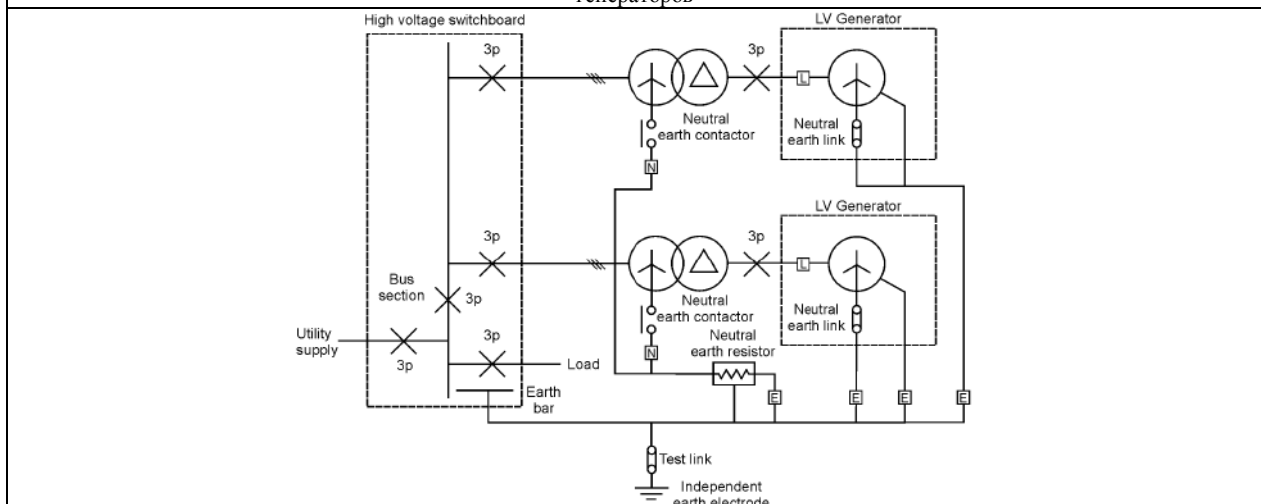 генераторов
High voltage switchboard
LV Generator
3p
3p
L
Neutral
earth contactor
Neutral
earth link
N
LV Generator
3p
3p
L
Bus
section
3p
Neutral
earth contactor
Neutral
earth link
Utility
supply
3p
3p
N
Neutral
earth resistor
Load
Earth
bar
E
E
E
E
Test link
Independent
earth electrode